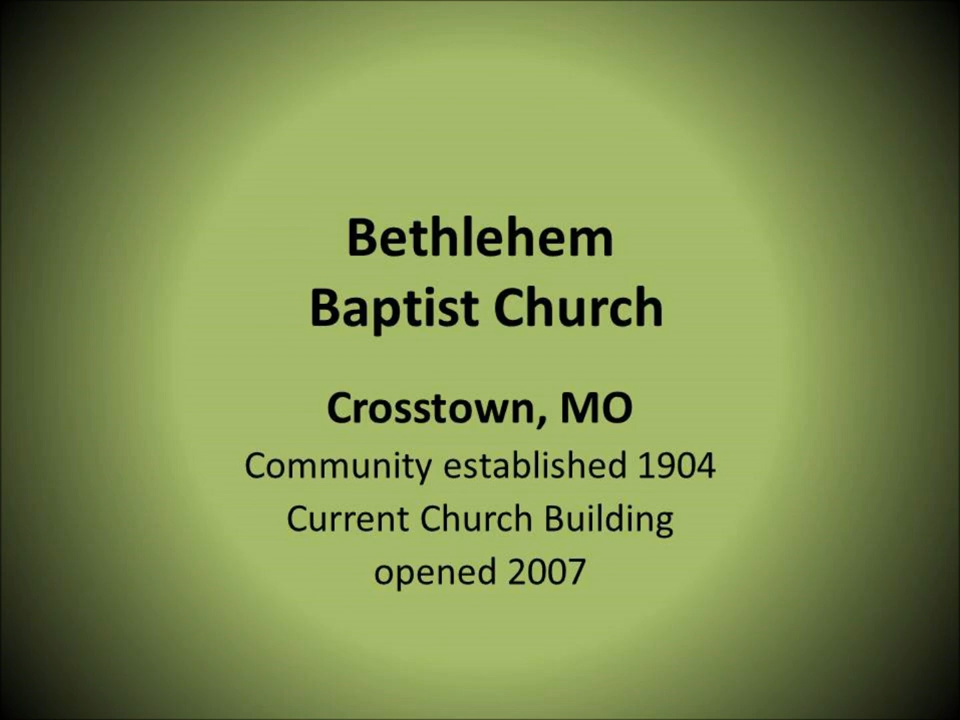 Bethlehem
Baptist Church
Crosstown, MO
Community established 1904
Current Church Building
opened 2007